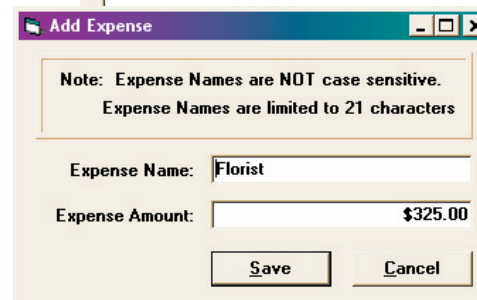 Add Expense
Note: Expense Names are NOT case sensitive.
Expense Names are limited to 21 characters
Expense Name: Florist
Expense Amount: $325.00
Save Cancel